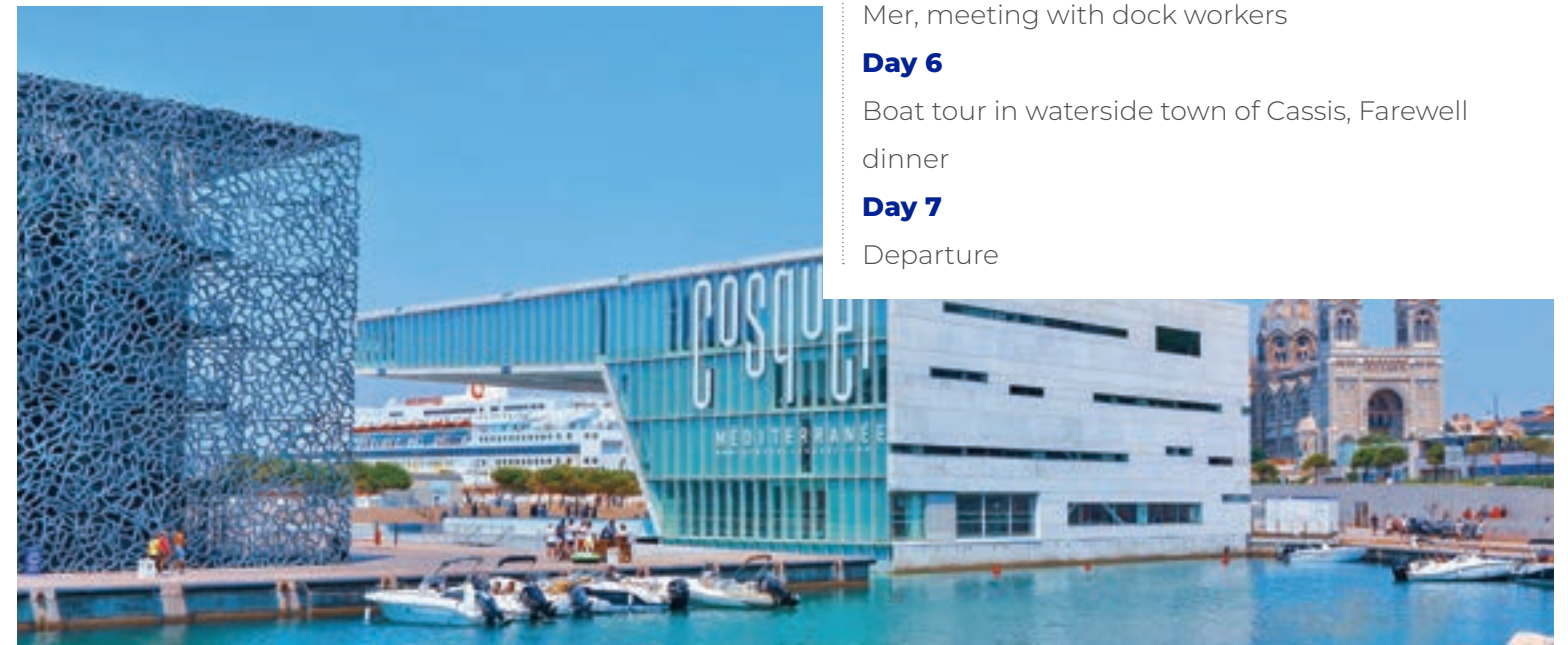 Mer, meeting with dock workers
Day 6
Boat tour in waterside town of Cassis, Farewell
dinner
Day 7
Departure
cosquer
MÉDITERRANÉE